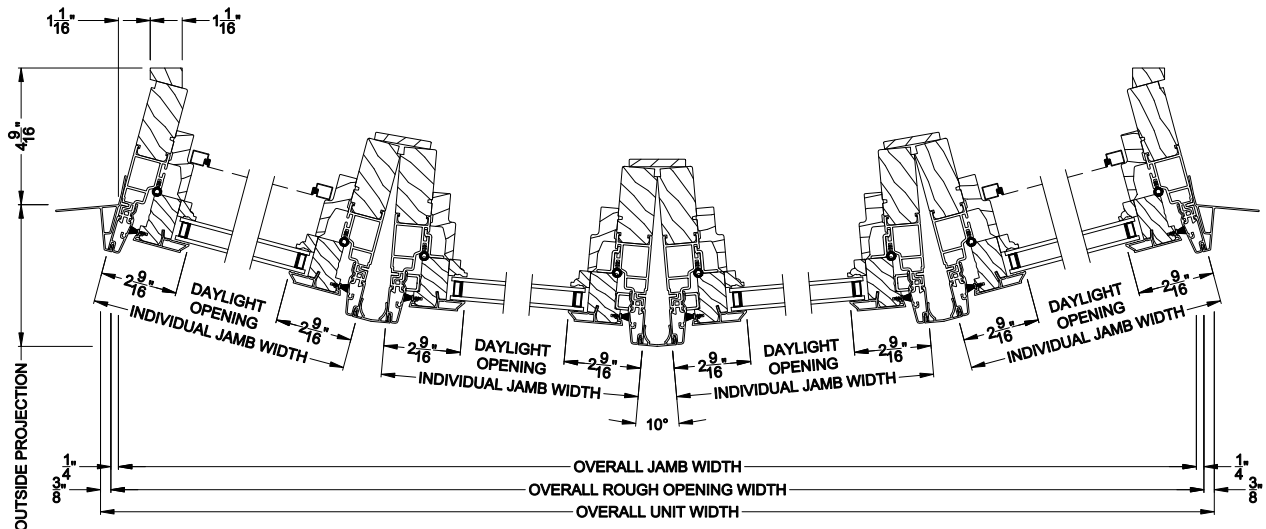 1 1/16" 1 1/16"
4 9/16"
2 9/16" DAYLIGHT OPENING 2 9/16"
INDIVIDUAL JAMB WIDTH
2 9/16" DAYLIGHT OPENING 2 9/16"
INDIVIDUAL JAMB WIDTH
2 9/16" DAYLIGHT OPENING 2 9/16"
INDIVIDUAL JAMB WIDTH
2 9/16" DAYLIGHT OPENING 2 9/16"
INDIVIDUAL JAMB WIDTH
10°
OUTSIDE PROJECTION
1/4" OVERALL JAMB WIDTH 1/4"
3/8" OVERALL ROUGH OPENING WIDTH 3/8"
OVERALL UNIT WIDTH